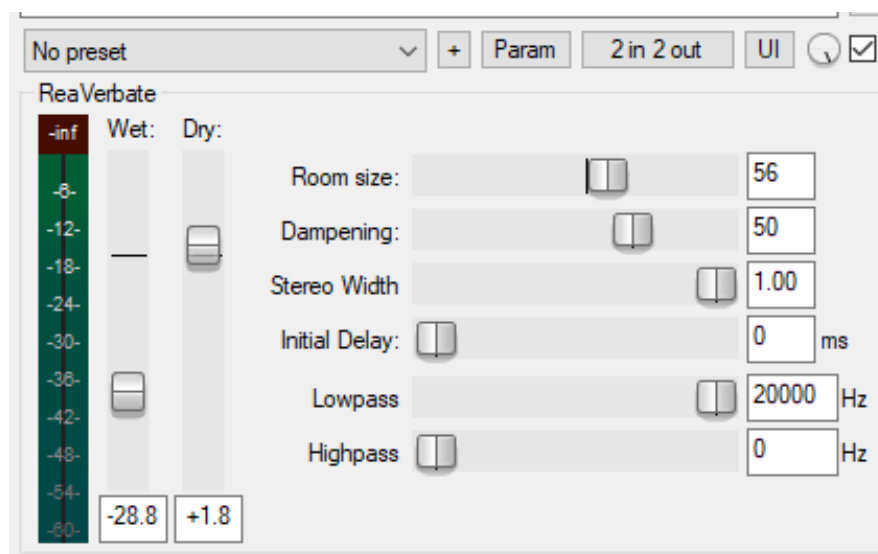 No preset + Param 2 in 2 out UI
ReaVerbate
-inf Wet: Dry:
-6-
-12-
-18-
-24-
-30-
-36-
-42-
-48-
-54-
-60-
-28.8 +1.8
Room size: 56
Dampening: 50
Stereo Width 1.00
Initial Delay: 0 ms
Lowpass 20000 Hz
Highpass 0 Hz